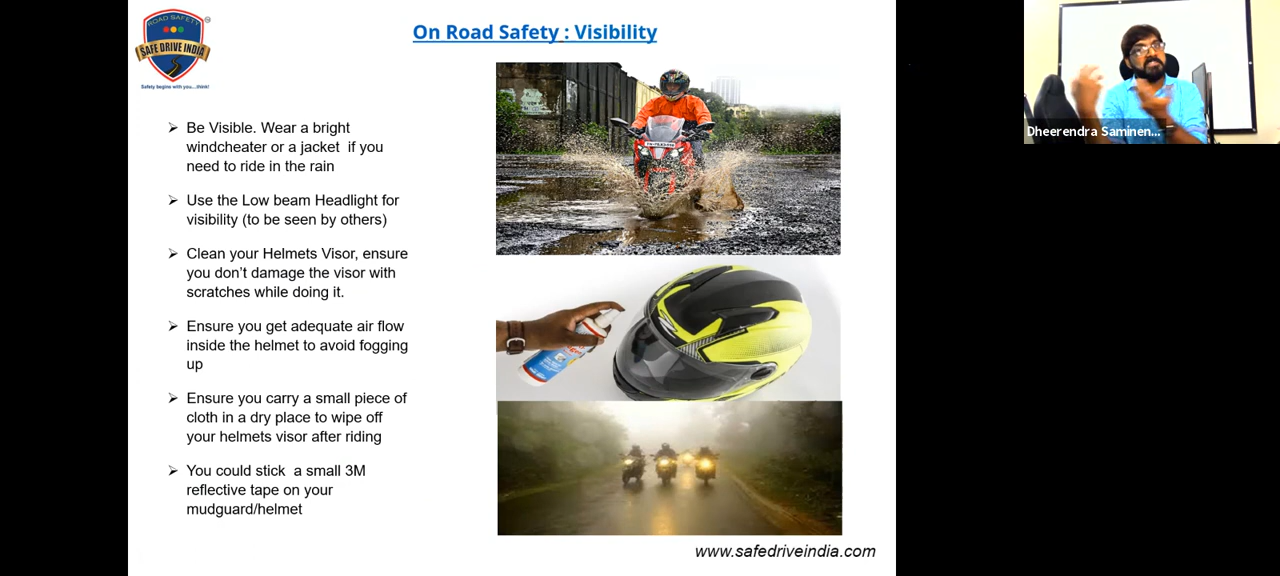 ROAD SAFETY
SAFE DRIVE INDIA
Safety begins with you...think!
On Road Safety : Visibility
➢ Be Visible. Wear a bright
windcheater or a jacket  if you
need to ride in the rain
➢ Use the Low beam Headlight for
visibility (to be seen by others)
➢ Clean your Helmets Visor, ensure
you don’t damage the visor with
scratches while doing it.
➢ Ensure you get adequate air flow
inside the helmet to avoid fogging
up
➢ Ensure you carry a small piece of
cloth in a dry place to wipe off
your helmets visor after riding
➢ You could stick  a small 3M
reflective tape on your
mudguard/helmet
www.safedriveindia.com
Dheerendra Saminen...